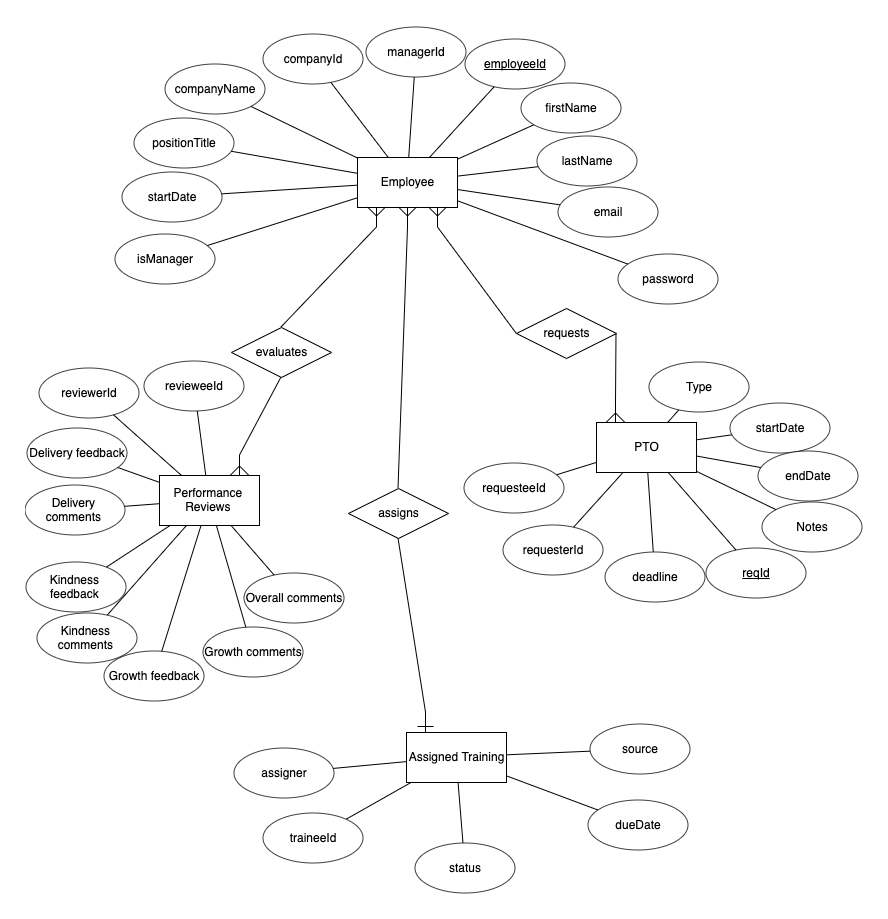 managerId
companyId
employeeId
companyName
firstName
positionTitle
lastName
Employee
startDate
email
isManager
password
requests
evaluates
reviewerId
revieweeId
Type
startDate
Delivery feedback
PTO
endDate
requesteeId
Performance
Reviews
Delivery
comments
assigns
Notes
requesterId
deadline
reqId
Kindness
feedback
Overall comments
Kindness
comments
Growth comments
Growth feedback
source
Assigned Training
assigner
dueDate
traineeId
status